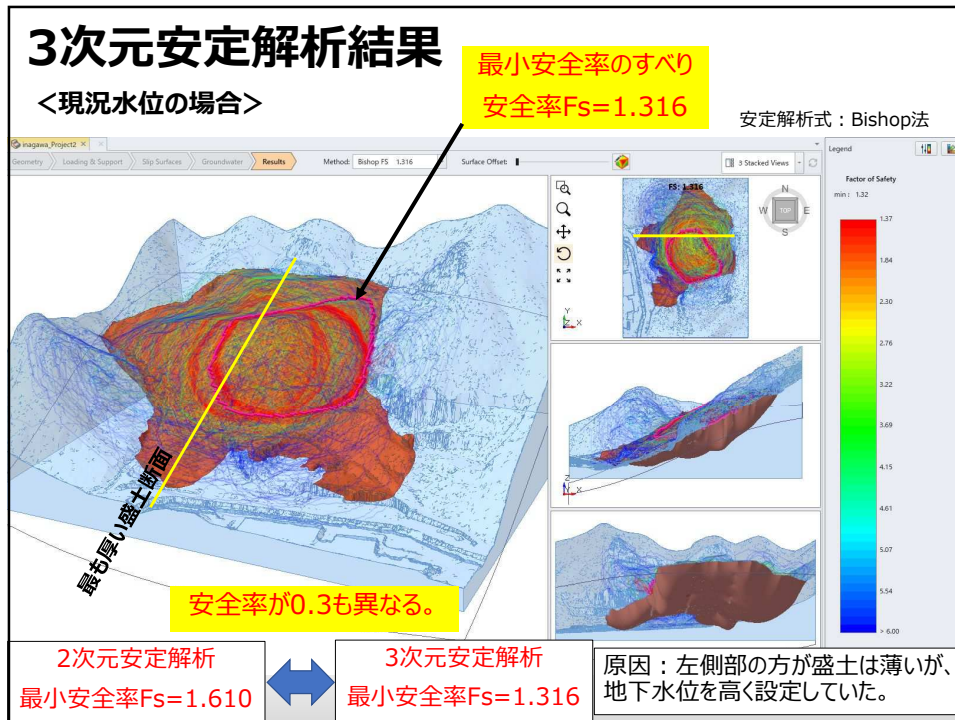 3次元安定解析結果
<現況水位の場合>
最小安全率のすべり
安全率Fs=1.316
安定解析式：Bishop法
inagawa_Project2
Geometry
Loading & Support
Slip Surfaces
Groundwater
Results
Method: Bishop FS 1.316
Surface Offset:
3 Stacked Views
Legend
Factor of Safety
min : 1.32
1.37
1.84
2.30
2.76
3.22
3.69
4.15
4.61
5.07
5.54
> 6.00
FS: 1.316
N
W
TOP
E
S
Y
Z X
Z
Y X
最も厚い盛土断面
安全率が0.3も異なる。
2次元安定解析
最小安全率Fs=1.610
3次元安定解析
最小安全率Fs=1.316
原因：左側部の方が盛土は薄いが、
地下水位を高く設定していた。